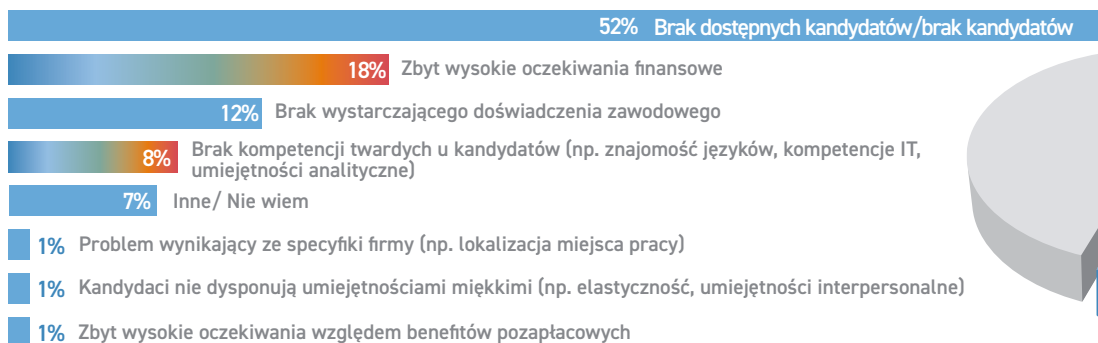 52% Brak dostępnych kandydatów/brak kandydatów
18% Zbyt wysokie oczekiwania finansowe
12% Brak wystarczającego doświadczenia zawodowego
8% Brak kompetencji twardych u kandydatów (np. znajomość języków, kompetencje IT,
umiejętności analityczne)
7% Inne/ Nie wiem
1% Problem wynikający ze specyfiki firmy (np. lokalizacja miejsca pracy)
1% Kandydaci nie dysponują umiejętnościami miękkimi (np. elastyczność, umiejętności interpersonalne)
1% Zbyt wysokie oczekiwania względem benefitów pozapłacowych